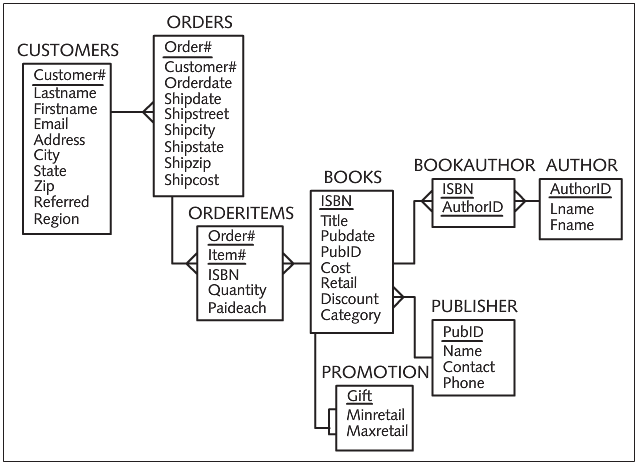 CUSTOMERS
Customer#
Lastname
Firstname
Email
Address
City
State
Zip
Referred
Region
ORDERS
Order#
Customer#
Orderdate
Shipdate
Shipstreet
Shipcity
Shipstate
Shipzip
Shipcost
ORDERITEMS
Order#
Item#
ISBN
Quantity
Paideach
BOOKS
ISBN
Title
Pubdate
PubID
Cost
Retail
Discount
Category
PROMOTION
Gift
Minretail
Maxretail
BOOKAUTHOR
ISBN
AuthorID
AUTHOR
AuthorID
Lname
Fname
PUBLISHER
PubID
Name
Contact
Phone